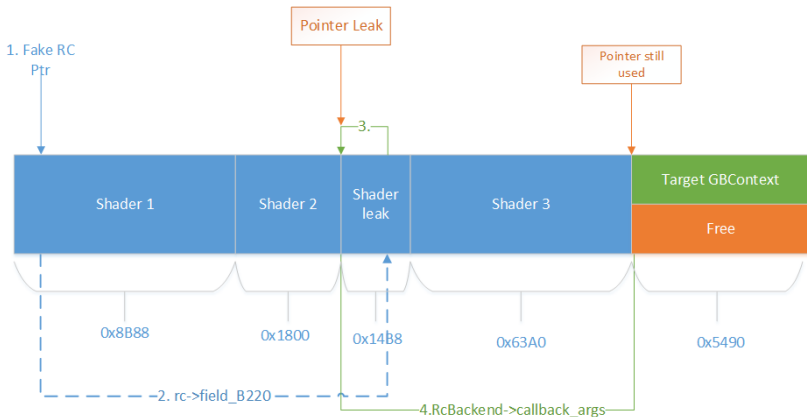 Pointer Leak
1. Fake RC
Ptr
Pointer still
used
3.
Shader 1
Shader 2
Shader
leak
Shader 3
Target GBContext
Free
0x8B88
0x1800
0x14B8
0x63A0
0x5490
2. rc->field_B220
4.RcBackend->callback_args